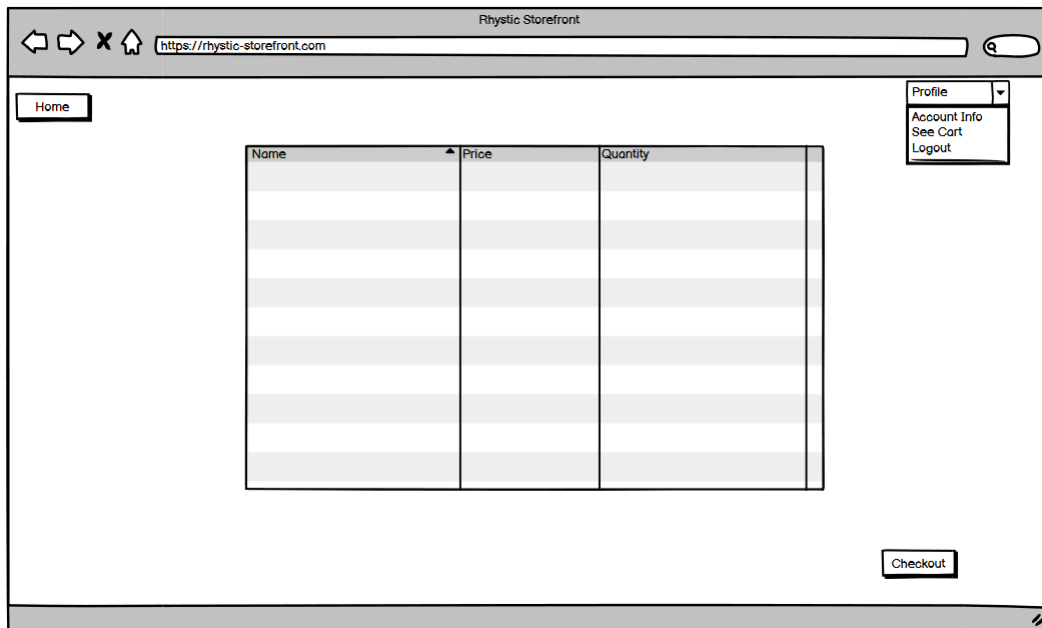 Rhystic Storefront
https://rhystic-storefront.com
Home
Profile
Account Info
See Cart
Logout
Name Price Quantity
Checkout